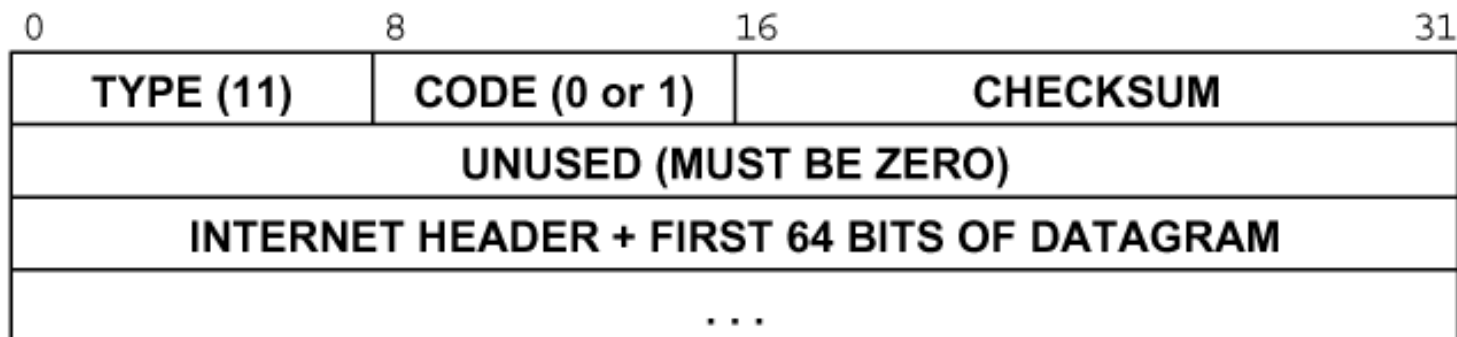 0 8 16 31
TYPE (11) CODE (0 or 1) CHECKSUM
UNUSED (MUST BE ZERO)
INTERNET HEADER + FIRST 64 BITS OF DATAGRAM
. . .